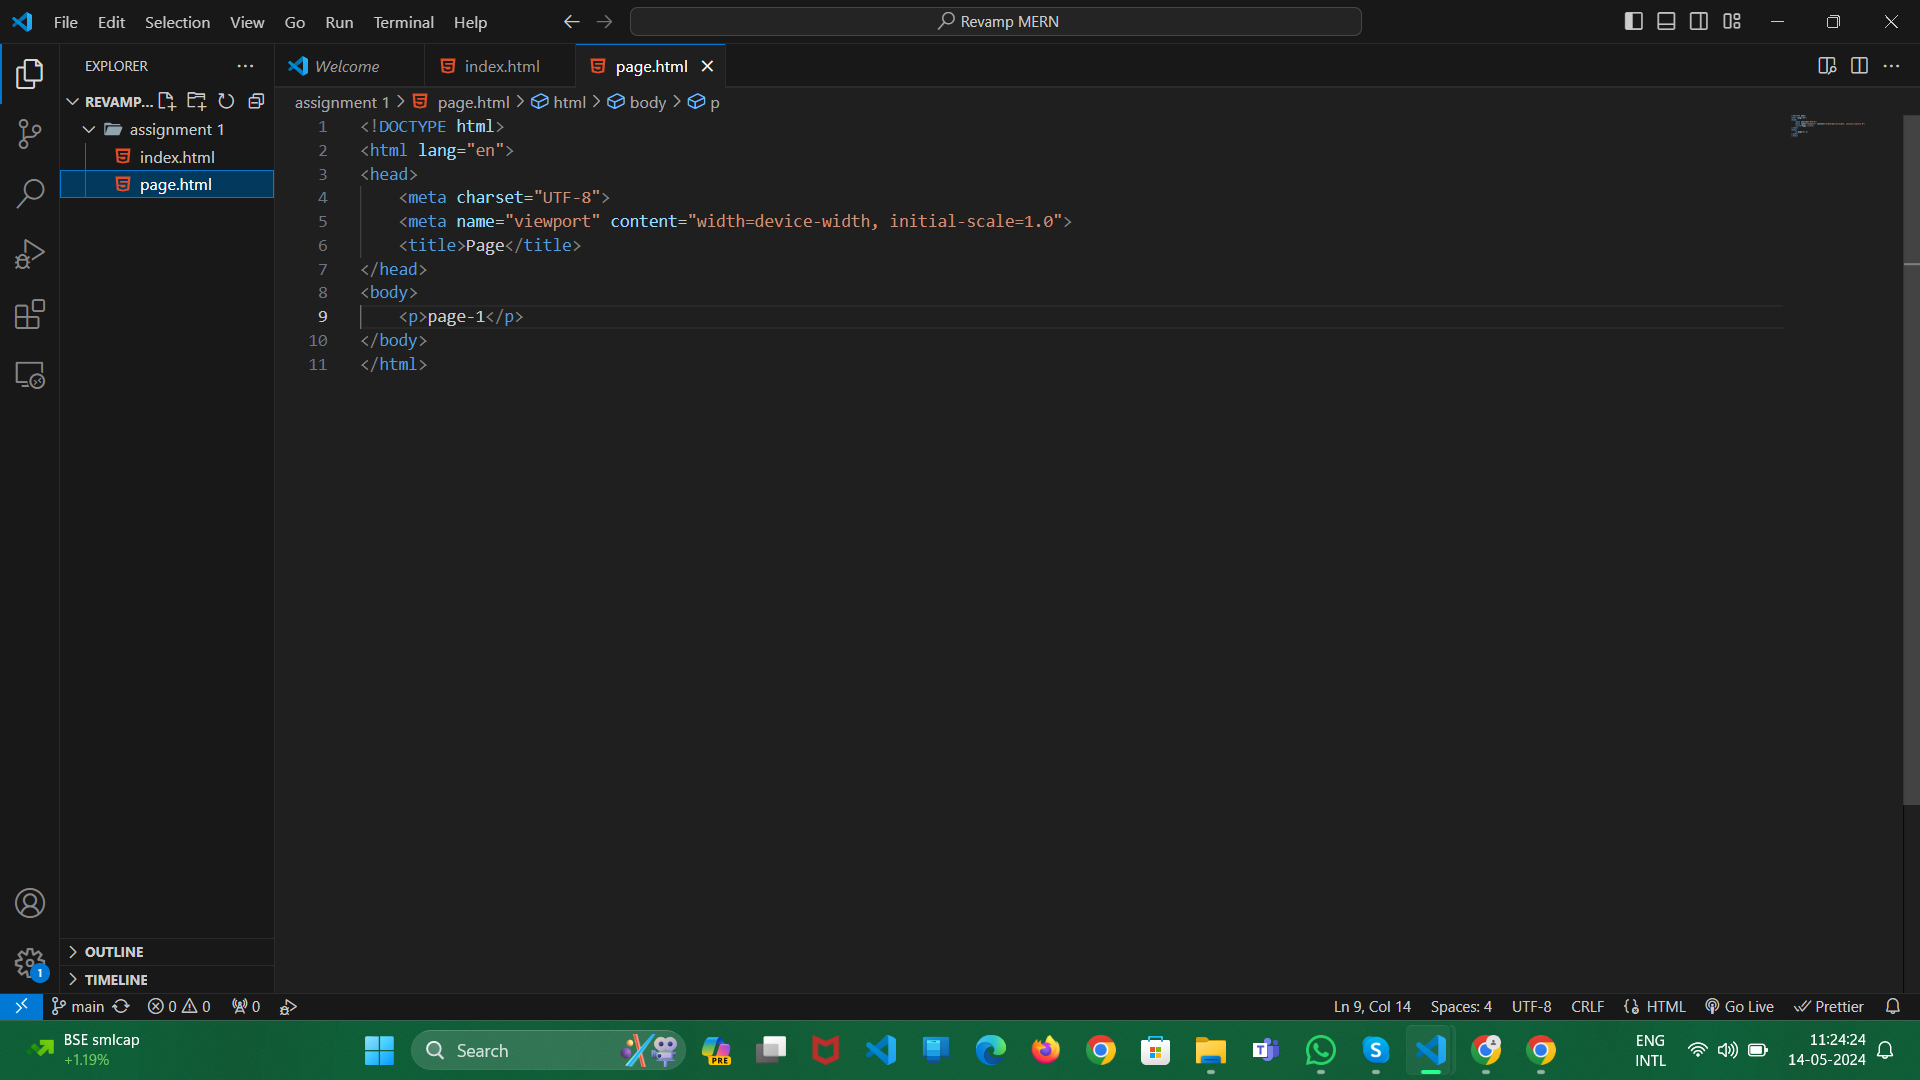 File Edit Selection View Go Run Terminal Help
Revamp MERN
EXPLORER
REVAMP...
assignment 1
index.html
page.html
OUTLINE
TIMELINE
Welcome index.html page.html
assignment 1 > page.html > html > body > p
1 <!DOCTYPE html>
2 <html lang="en">
3 <head>
4 <meta charset="UTF-8">
5 <meta name="viewport" content="width=device-width, initial-scale=1.0">
6 <title>Page</title>
7 </head>
8 <body>
9 <p>page-1</p>
10 </body>
11 </html>
1
main 0 0 0
Ln 9, Col 14 Spaces: 4 UTF-8 CRLF HTML Go Live Prettier
BSE smlcap
+1.19%
Search
PRE
ENG
INTL
11:24:24
14-05-2024